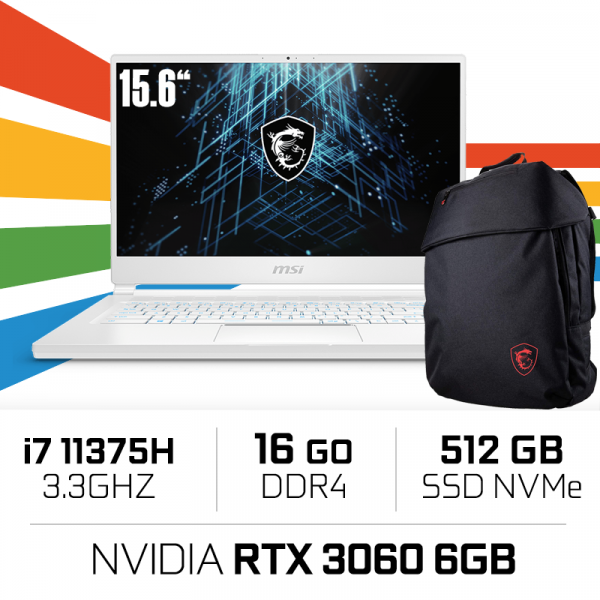 15.6“
msi
i7 11375H
3.3GHZ
16 GO
DDR4
512 GB
SSD NVMe
NVIDIA RTX 3060 6GB